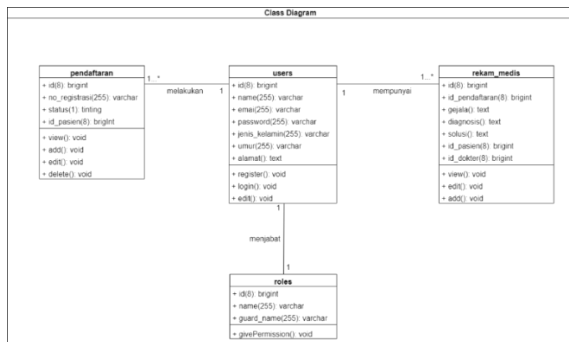 Class Diagram
pendaftaran
+ id(8): brigint
+ no_registrasi(255): varchar
+ status(1): tinting
+ id_pasien(8): brigInt
+ view(): void
+ add(): void
+ edit(): void
+ delete(): void
1...*
melakukan
1
users
+ id(8): brigint
+ name(255): varchar
+ emai(255): varchar
+ password(255): varchar
+ jenis_kelamin(255): varchar
+ umur(255): varchar
+ alamat(): text
+ register(): void
+ login(): void
+ edit(): void
1
mempunyai
1...*
rekam_medis
+ id(8): brigint
+ id_pendaftaran(8): brigint
+ gejala(): text
+ diagnosis(): text
+ solusi(): text
+ id_pasien(8): brigint
+ id_dokter(8): brigint
+ view(): void
+ edit(): void
+ add(): void
1
menjabat
1
roles
+ id(8): brigint
+ name(255): varchar
+ guard_name(255): varchar
+ givePermission(): void